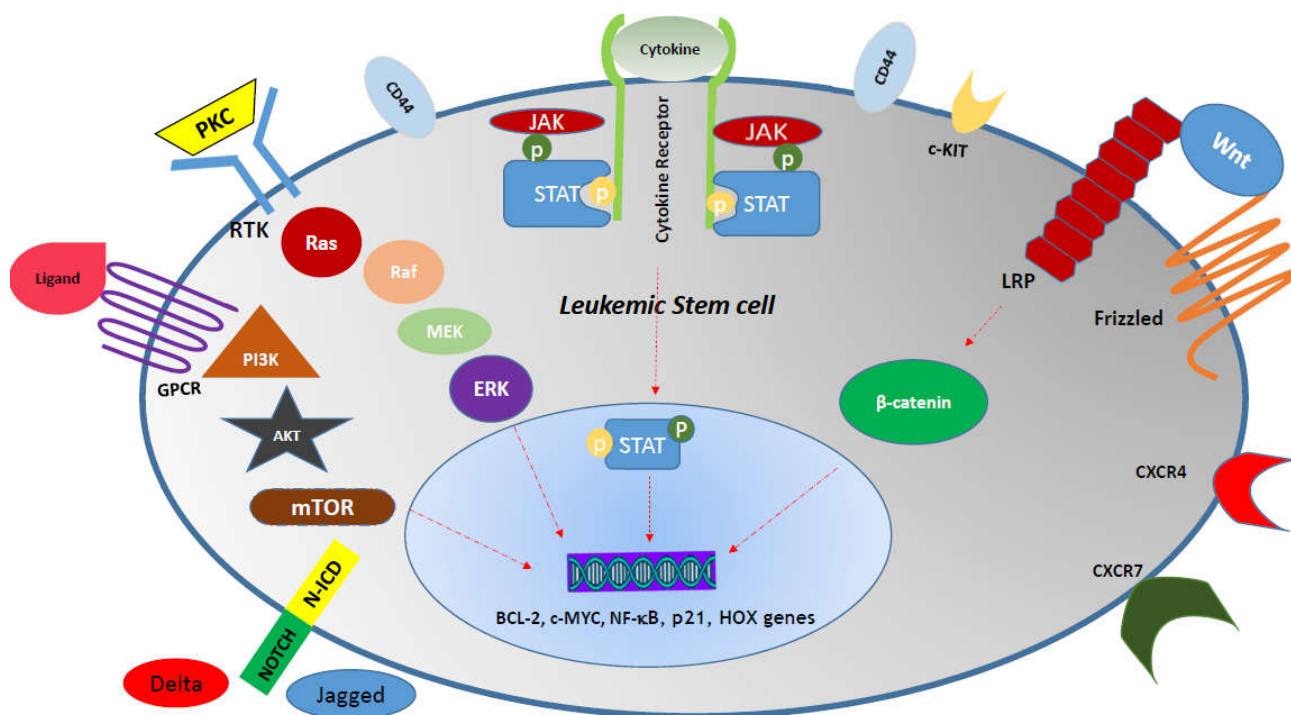 Cytokine
CD44
CD44
PKC
JAK
JAK
p
p
Cytokine Receptor
c-KIT
Wnt
STAT
p
p
STAT
RTK
Ras
Raf
Ligand
LRP
Leukemic Stem cell
Frizzled
MEK
PI3K
GPCR
ERK
β-catenin
AKT
p
STAT
P
CXCR4
mTOR
CXCR7
N-ICD
NOTCH
BCL-2, c-MYC, NF-κB, p21, HOX genes
Delta
Jagged